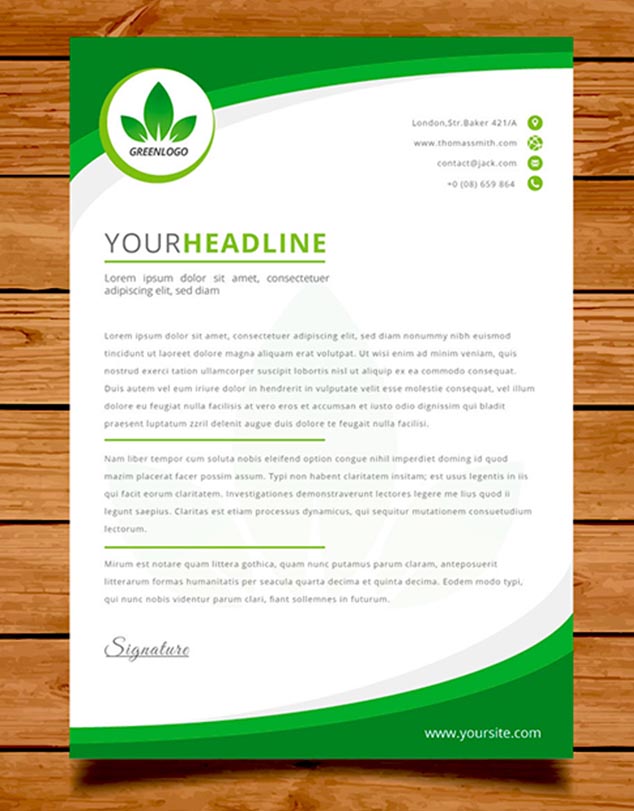 GREENLOGO
London,Str.Baker 421/A
www.thomassmith.com
contact@jack.com
+0 (08) 659 864
YOURHEADLINE
Lorem ipsum dolor sit amet, consectetuer
adipiscing elit, sed diam
Lorem ipsum dolor sit amet, consectetuer adipiscing elit, sed diam nonummy nibh euismod
tincidunt ut laoreet dolore magna aliquam erat volutpat. Ut wisi enim ad minim veniam, quis
nostrud exerci tation ullamcorper suscipit lobortis nisl ut aliquip ex ea commodo consequat.
Duis autem vel eum iriure dolor in hendrerit in vulputate velit esse molestie consequat, vel illum
dolore eu feugiat nulla facilisis at vero eros et accumsan et iusto odio dignissim qui blandit
praesent luptatum zzril delenit augue duis dolore te feugait nulla facilisi.
Nam liber tempor cum soluta nobis eleifend option congue nihil imperdiet doming id quod
mazim placerat facer possim assum. Typi non habent claritatem insitam; est usus legentis in iis
qui facit eorum claritatem. Investigationes demonstraverunt lectores legere me lius quod ii
legunt saepius. Claritas est etiam processus dynamicus, qui sequitur mutationem consuetudium
lectorum.
Mirum est notare quam littera gothica, quam nunc putamus parum claram, anteposuerit
litterarum formas humanitatis per seacula quarta decima et quinta decima. Eodem modo typi,
qui nunc nobis videntur parum clari, fiant sollemnes in futurum.
Signature
www.yoursite.com